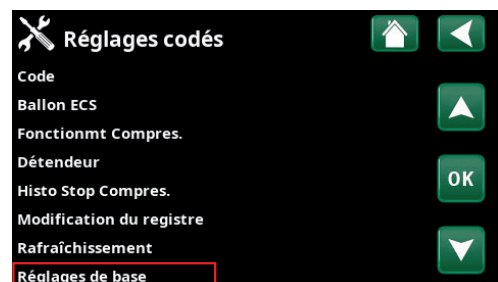 Réglages codés
Code
Ballon ECS
Fonctionmt Compres.
Détendeur
OK
Histo Stop Compres.
Modification du registre
Rafraîchissement
Réglages de base